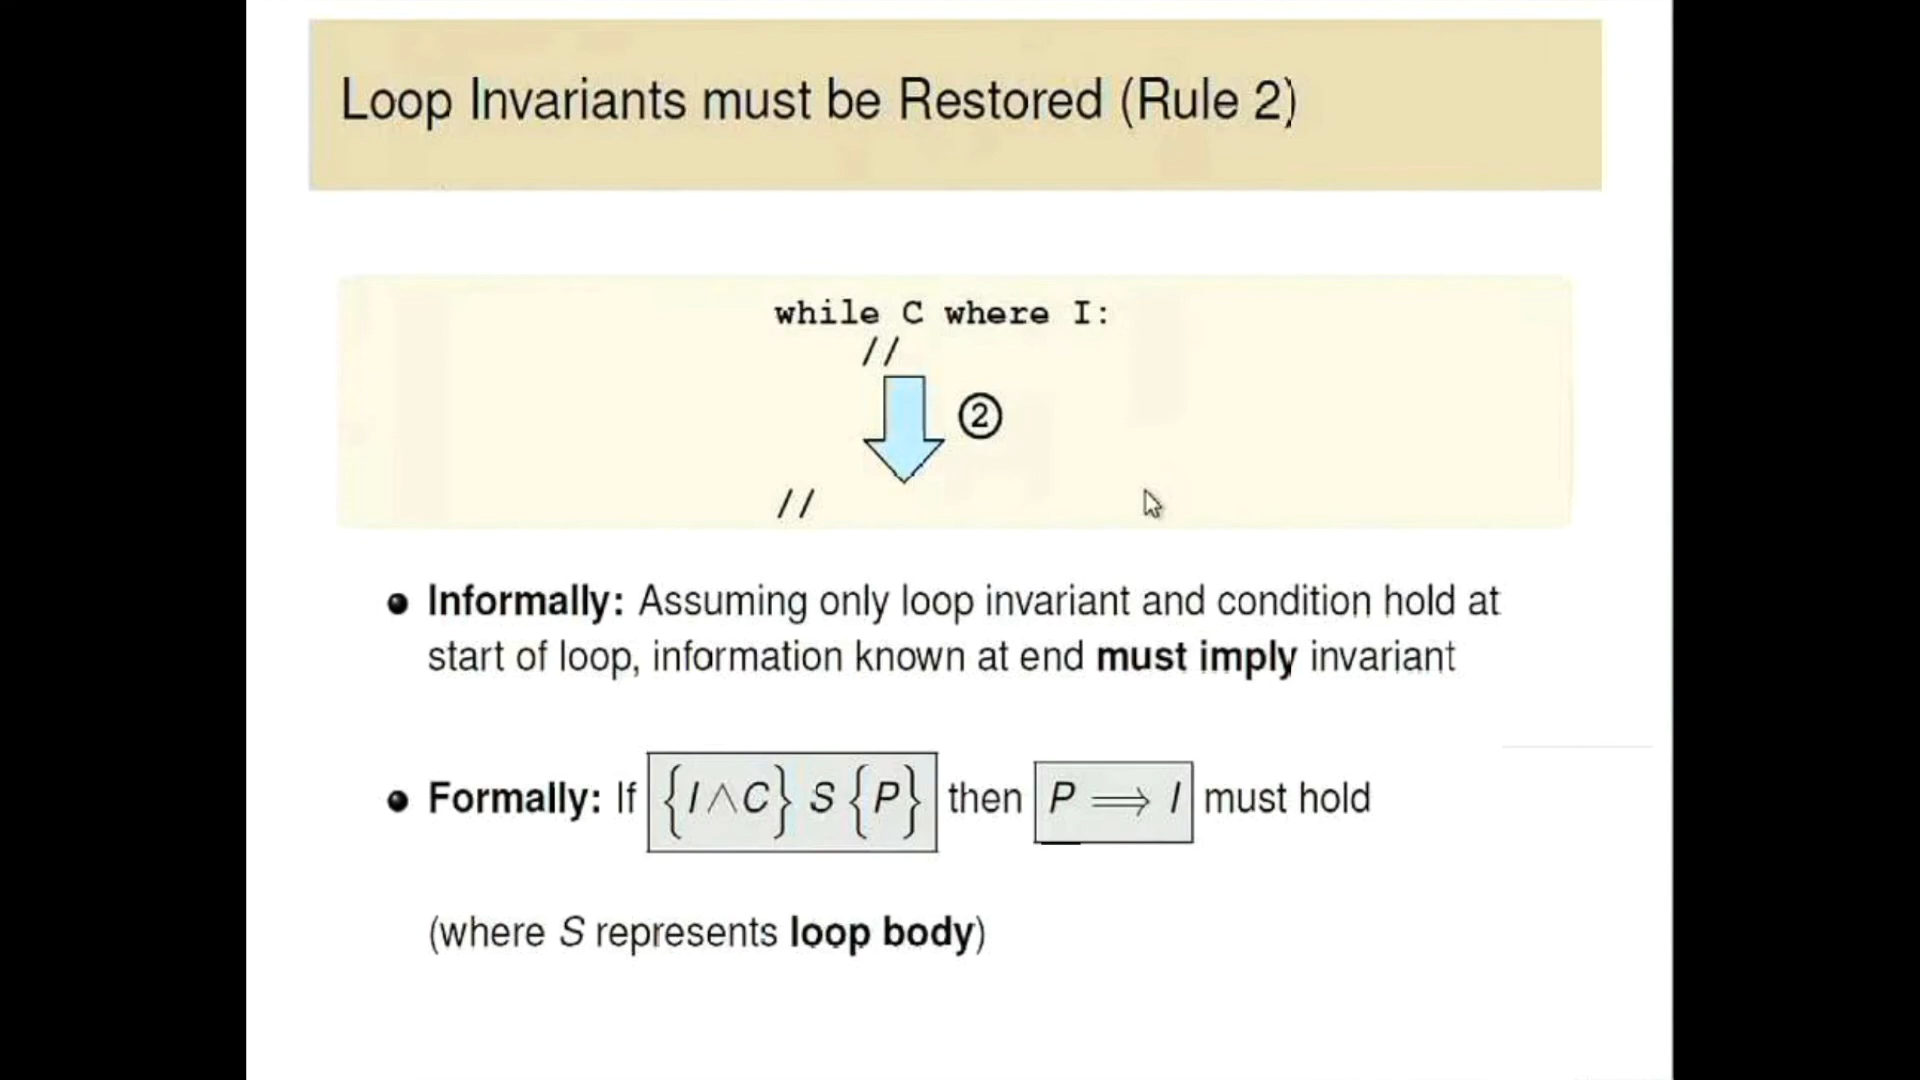 Loop Invariants must be Restored (Rule 2)
while C where I:
//
②
//
● Informally: Assuming only loop invariant and condition hold at
start of loop, information known at end must imply invariant
● Formally: If {I∧C} S {P} then P ⟹ I must hold
(where S represents loop body)